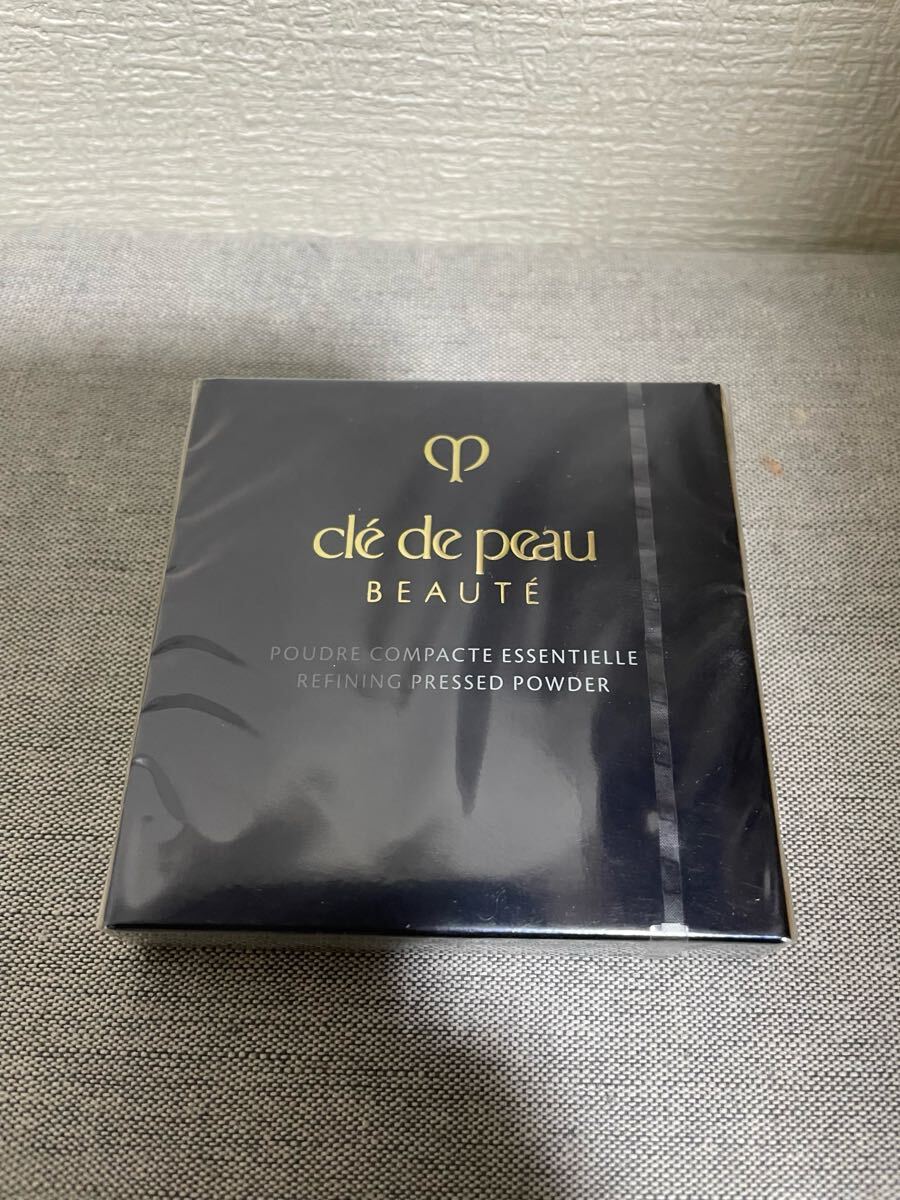 clé de peau
BEAUTÉ
POUDRE COMPACTE ESSENTIELLE
REFINING PRESSED POWDER